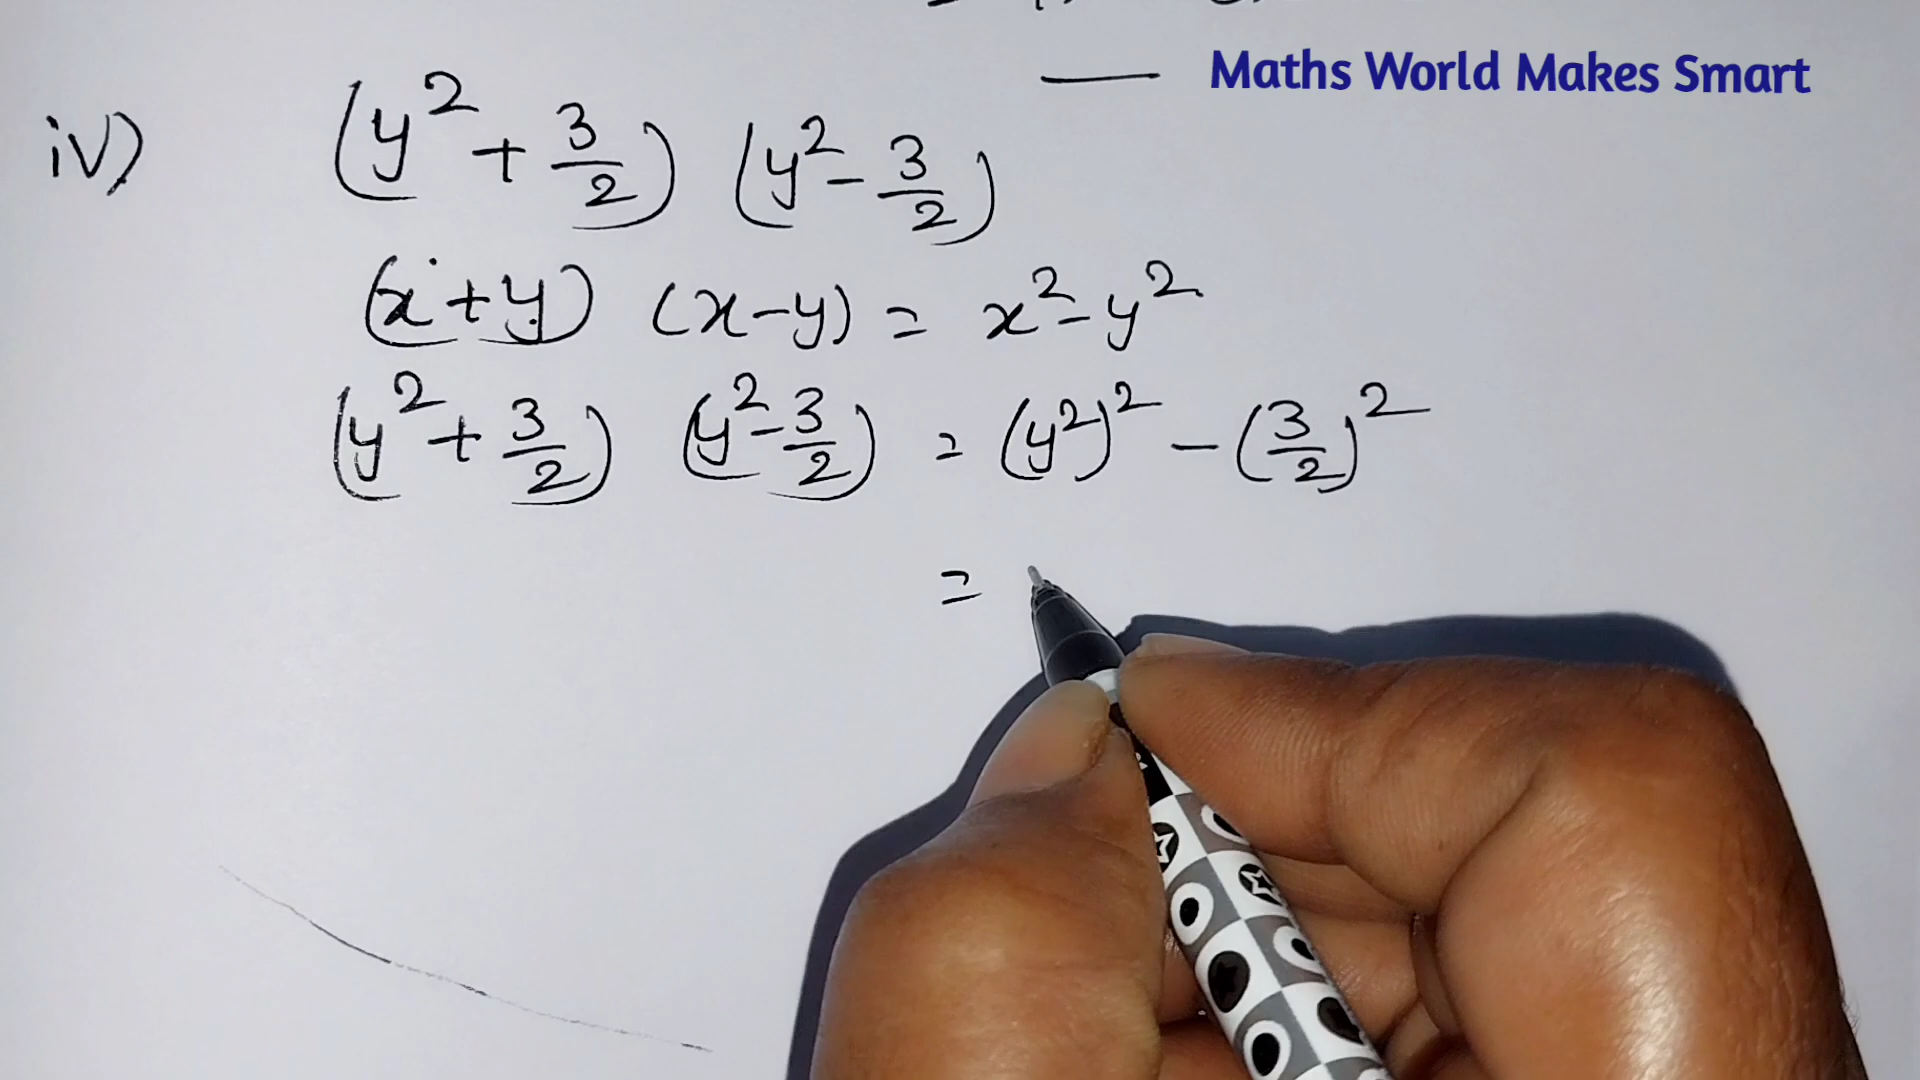 Maths World Makes Smart
iv) (y² + 3/2) (y² - 3/2)
(x + y) (x - y) = x² - y²
(y² + 3/2) (y² - 3/2) = (y²)² - (3/2)²
=